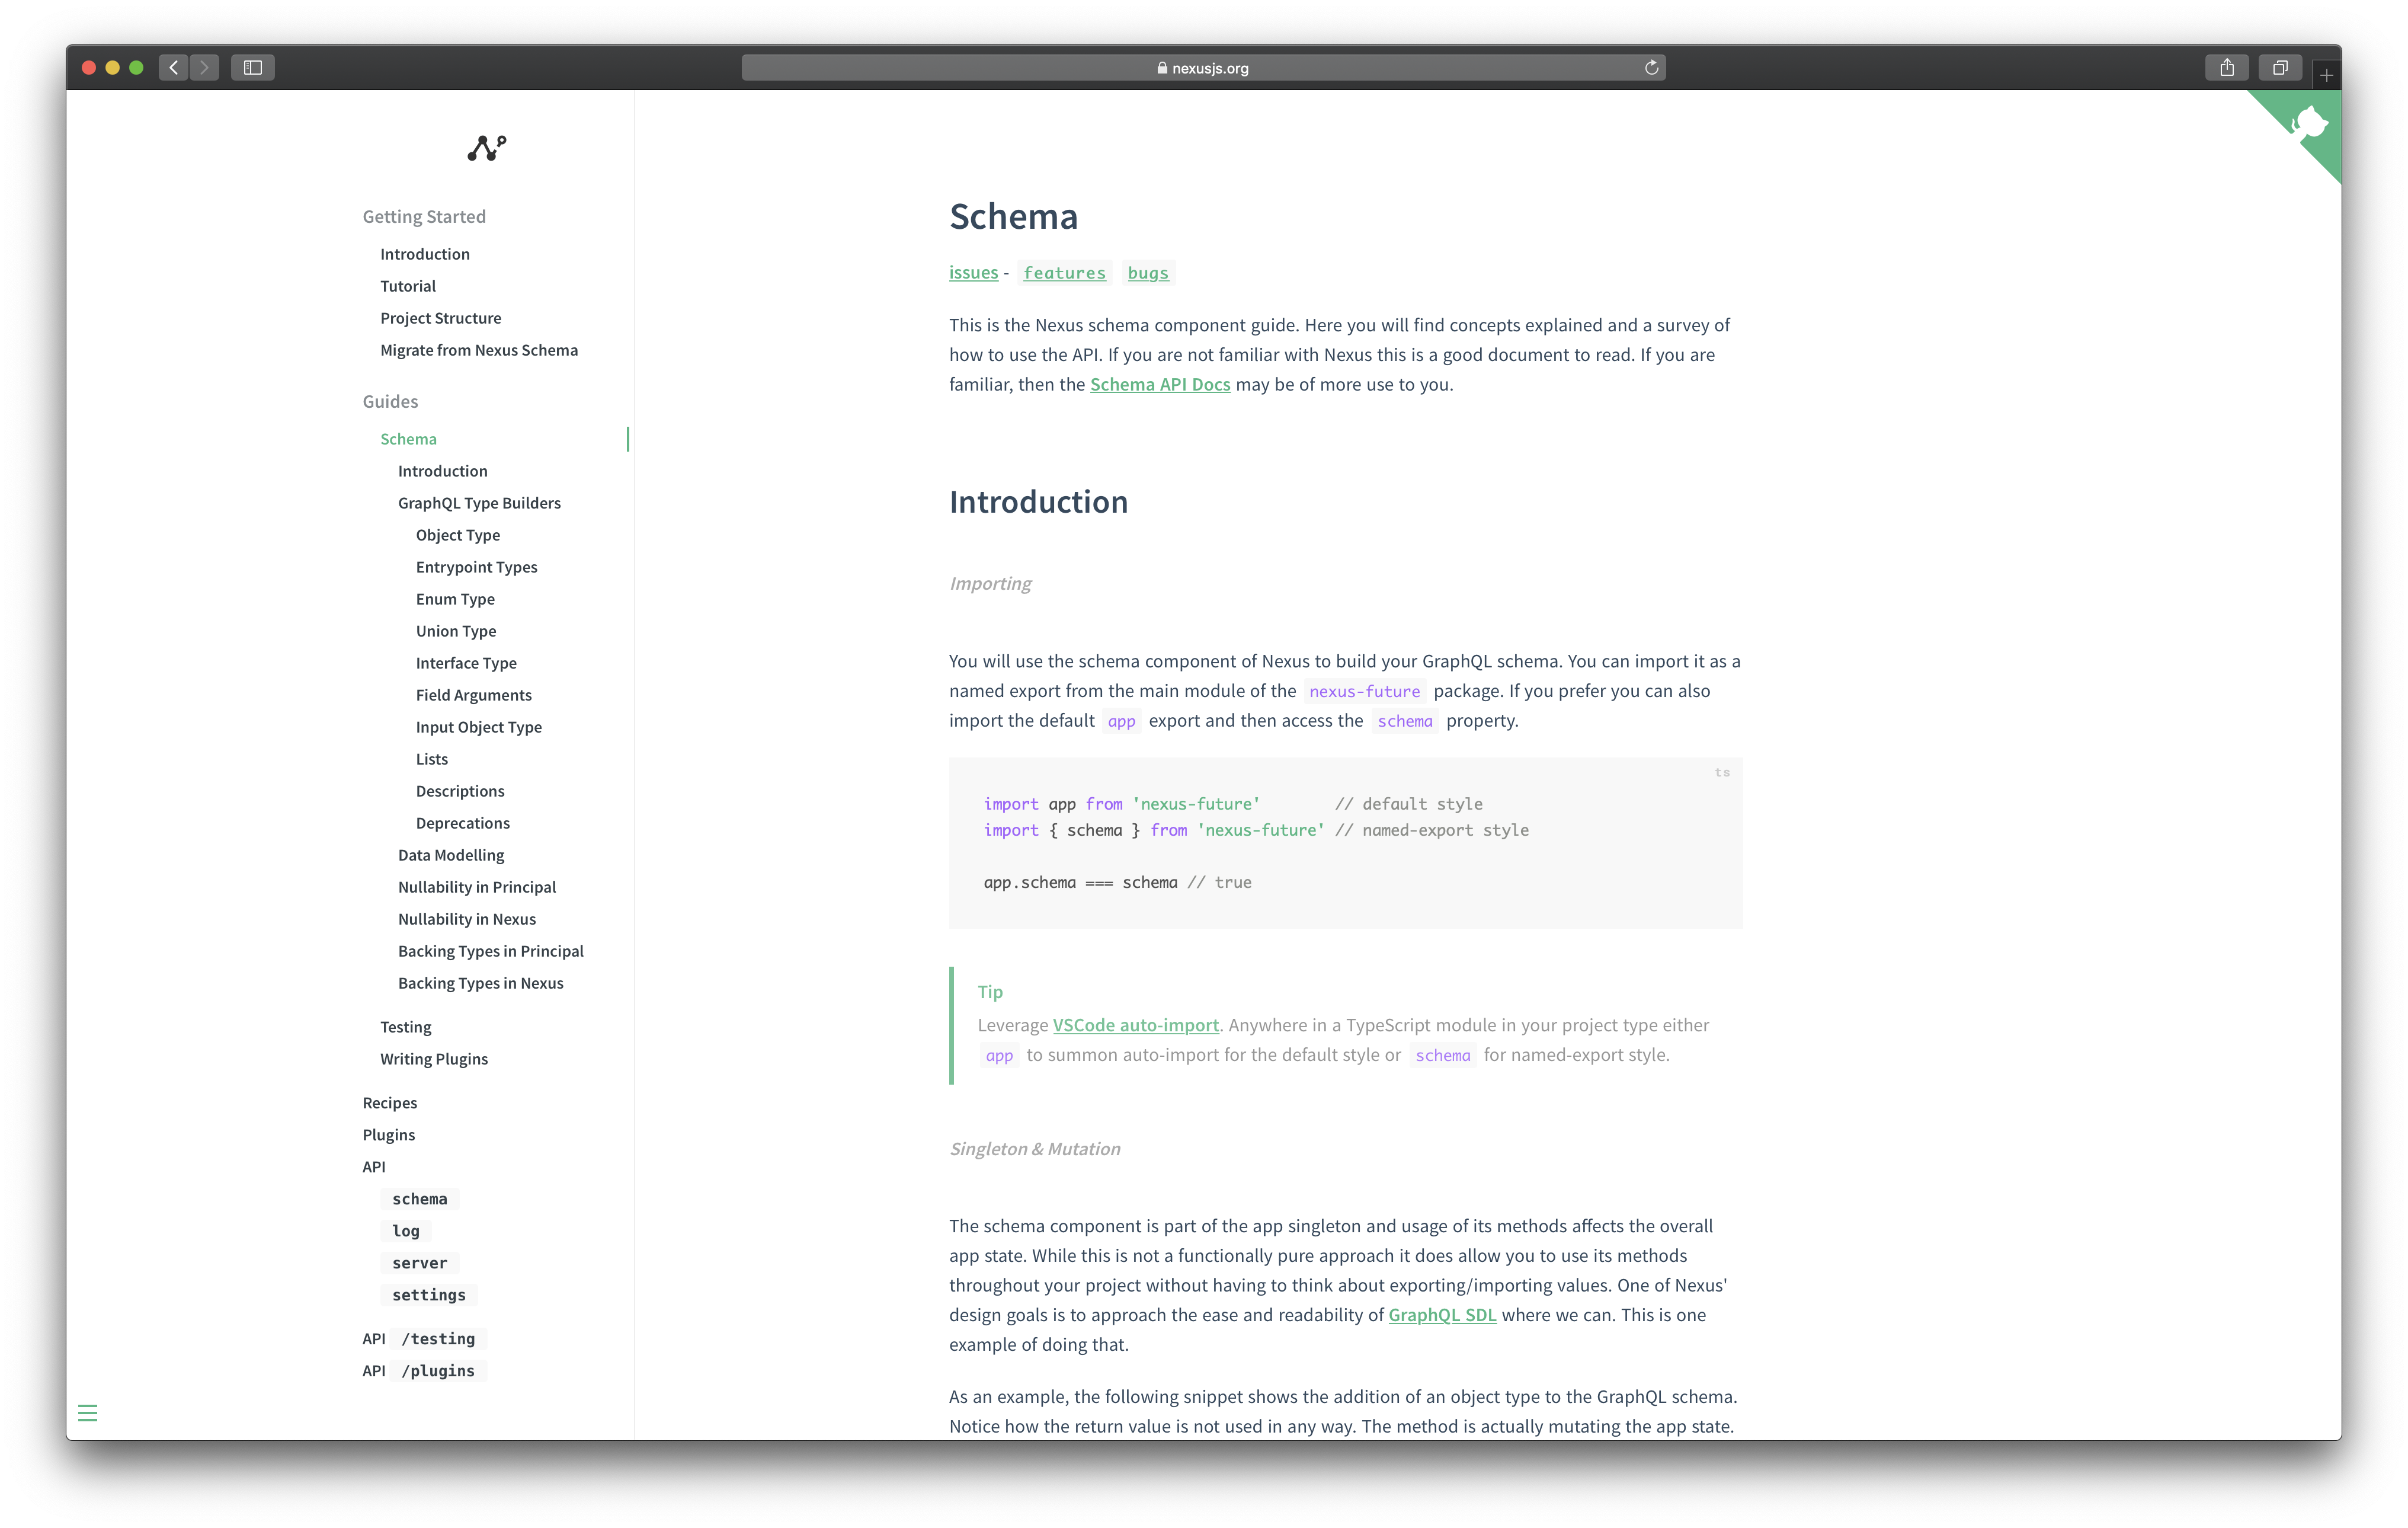 nexusjs.org
Getting Started
Introduction
Tutorial
Project Structure
Migrate from Nexus Schema
Guides
Schema
Introduction
GraphQL Type Builders
Object Type
Entrypoint Types
Enum Type
Union Type
Interface Type
Field Arguments
Input Object Type
Lists
Descriptions
Deprecations
Data Modelling
Nullability in Principal
Nullability in Nexus
Backing Types in Principal
Backing Types in Nexus
Testing
Writing Plugins
Recipes
Plugins
API
schema
log
server
settings
API /testing
API /plugins
Schema
issues - features bugs
This is the Nexus schema component guide. Here you will find concepts explained and a survey of
how to use the API. If you are not familiar with Nexus this is a good document to read. If you are
familiar, then the Schema API Docs may be of more use to you.
Introduction
Importing
You will use the schema component of Nexus to build your GraphQL schema. You can import it as a
named export from the main module of the nexus-future package. If you prefer you can also
import the default app export and then access the schema property.
ts
import app from 'nexus-future' // default style
import { schema } from 'nexus-future' // named-export style
app.schema === schema // true
Tip
Leverage VSCode auto-import. Anywhere in a TypeScript module in your project type either
app to summon auto-import for the default style or schema for named-export style.
Singleton & Mutation
The schema component is part of the app singleton and usage of its methods affects the overall
app state. While this is not a functionally pure approach it does allow you to use its methods
throughout your project without having to think about exporting/importing values. One of Nexus'
design goals is to approach the ease and readability of GraphQL SDL where we can. This is one
example of doing that.
As an example, the following snippet shows the addition of an object type to the GraphQL schema.
Notice how the return value is not used in any way. The method is actually mutating the app state.